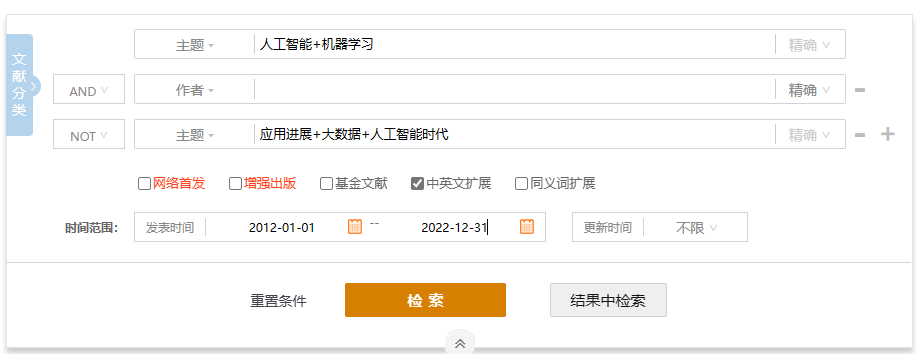 文献分类
主题 人工智能+机器学习 精确
AND 作者 精确
NOT 主题 应用进展+大数据+人工智能时代 精确
网络首发 增强出版 基金文献 中英文扩展 同义词扩展
时间范围: 发表时间 2012-01-01 -- 2022-12-31 更新时间 不限
重置条件 检索 结果中检索